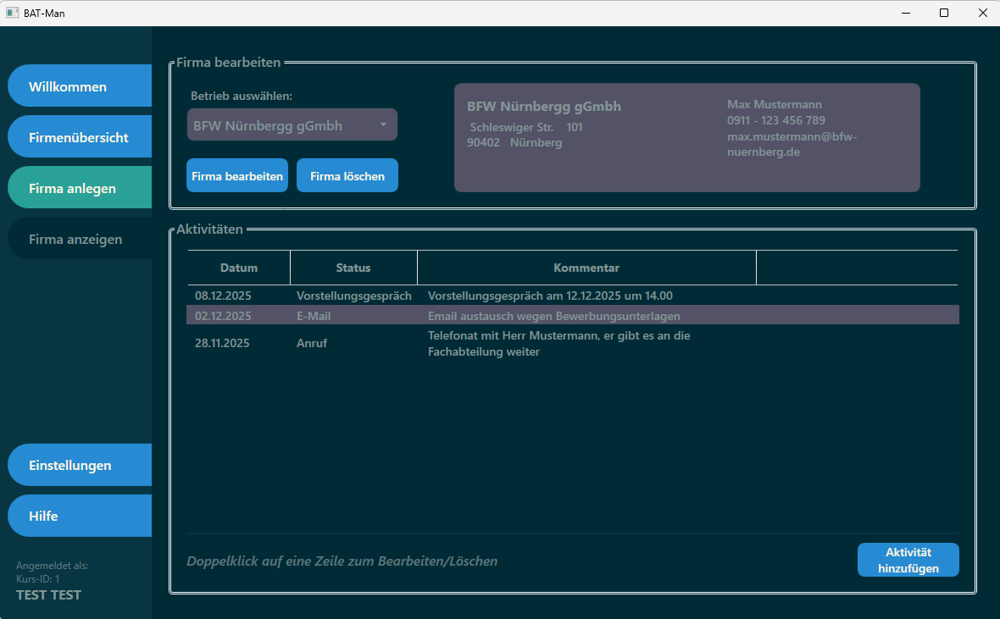 BAT-Man
Willkommen
Firmenübersicht
Firma anlegen
Firma anzeigen
Einstellungen
Hilfe
Angemeldet als:
Kurs-ID: 1
TEST TEST
Firma bearbeiten
Betrieb auswählen:
BFW Nürnbergg gGmbh
Firma bearbeiten Firma löschen
BFW Nürnbergg gGmbh
Schleswiger Str. 101
90402 Nürnberg
Max Mustermann
0911 - 123 456 789
max.mustermann@bfw-
nuernberg.de
Aktivitäten
Datum Status Kommentar
08.12.2025 Vorstellungsgespräch Vorstellungsgespräch am 12.12.2025 um 14.00
02.12.2025 E-Mail Email austausch wegen Bewerbungsunterlagen
28.11.2025 Anruf Telefonat mit Herr Mustermann, er gibt es an die
Fachabteilung weiter
Doppelklick auf eine Zeile zum Bearbeiten/Löschen
Aktivität
hinzufügen